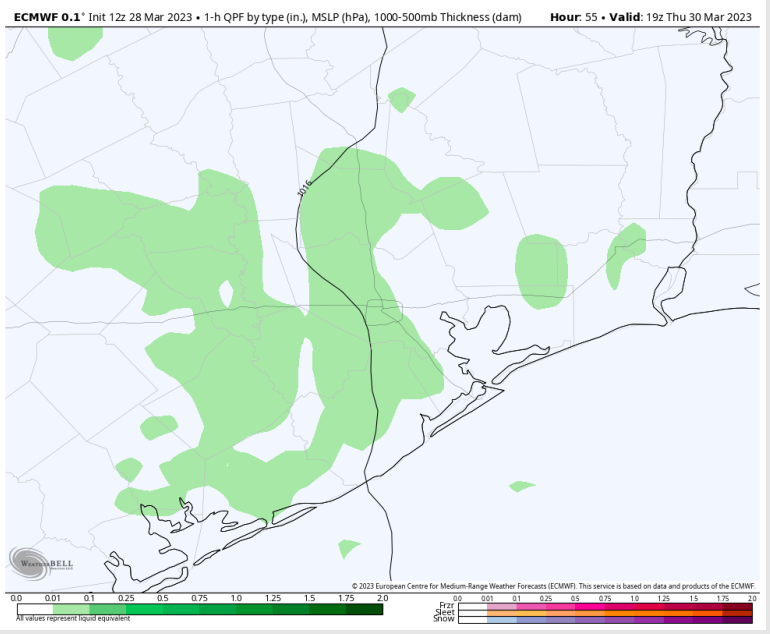 ECMWF 0.1° Init 12z 28 Mar 2023 • 1-h QPF by type (in.), MSLP (hPa), 1000-500mb Thickness (dam) Hour: 55 • Valid: 19z Thu 30 Mar 2023
1016
WEATHERBELL
© 2023 European Centre for Medium-Range Weather Forecasts (ECMWF). This service is based on data and products of the ECMWF.
0.0 0.01 0.1 0.25 0.5 0.75 1.0 1.25 1.5 1.75 2.0
All values represent liquid equivalent
0.0 0.01 0.1 0.25 0.5 0.75 1.0 1.25 1.5 1.75 2.0
Frzr
Sleet
Snow